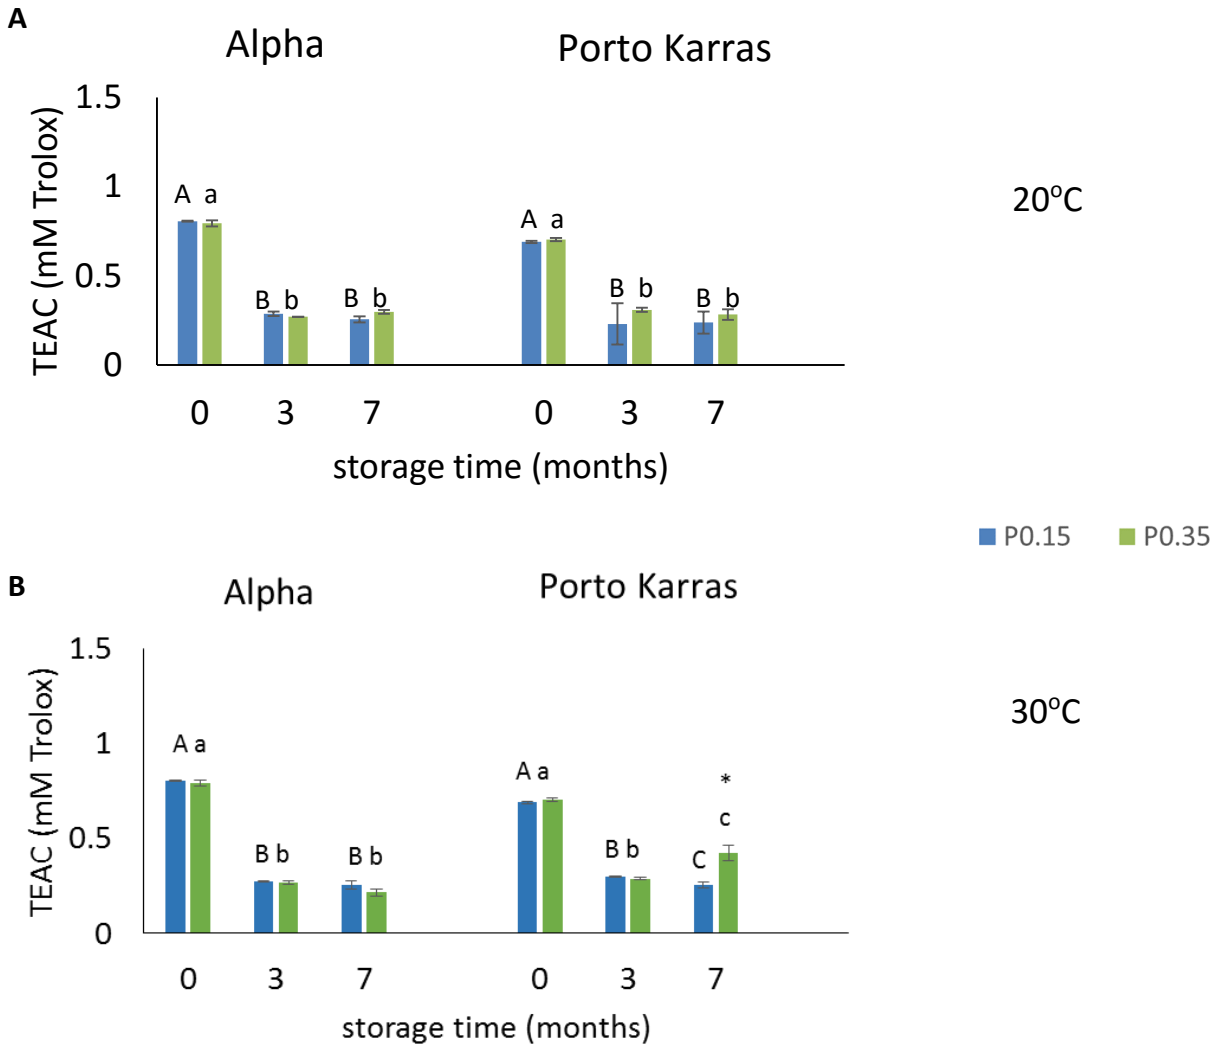 A
Alpha Porto Karras
1.5
1
0.5
0
TEAC (mM Trolox)
A a
B b
B b
A a
B b
B b
20°C
0 3 7 0 3 7
storage time (months)
P0.15 P0.35
B
Alpha Porto Karras
1.5
1
0.5
0
TEAC (mM Trolox)
A a
B b
B b
A a
B b
*
C c
30°C
0 3 7 0 3 7
storage time (months)